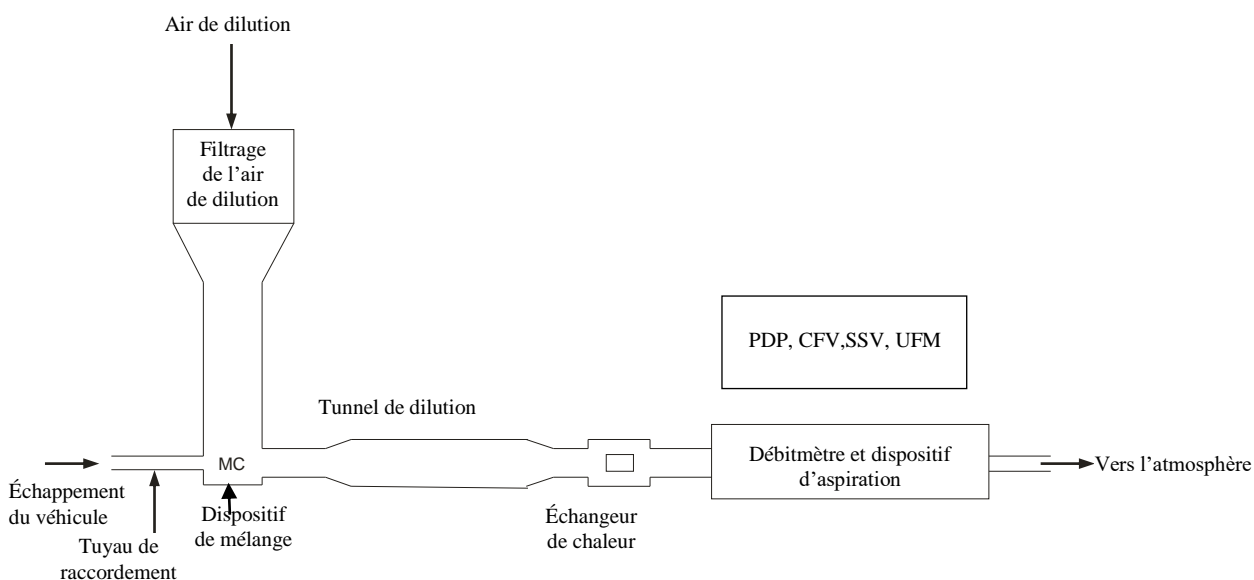 Air de dilution
Filtrage
de l'air
de dilution
PDP, CFV,SSV, UFM
Tunnel de dilution
MC
Débitmètre et dispositif
d'aspiration
Vers l'atmosphère
Échappement
du véhicule
Tuyau de
raccordement
Dispositif
de mélange
Échangeur
de chaleur